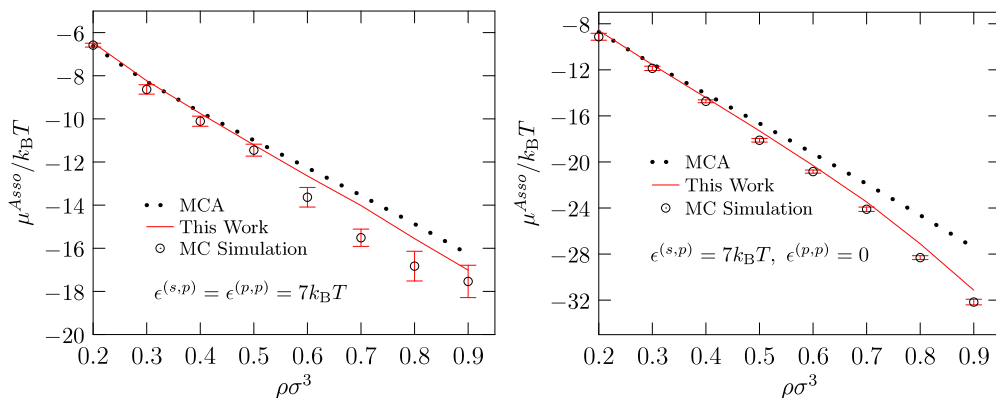 −6
−8
−10
−12
−14
−16
−18
−20
μ^{Asso}/k_BT
MCA
This Work
MC Simulation
ϵ^{(s,p)} = ϵ^{(p,p)} = 7k_BT
0.2 0.3 0.4 0.5 0.6 0.7 0.8 0.9
ρσ³
−8
−12
−16
−20
−24
−28
−32
μ^{Asso}/k_BT
MCA
This Work
MC Simulation
ϵ^{(s,p)} = 7k_BT, ϵ^{(p,p)} = 0
0.2 0.3 0.4 0.5 0.6 0.7 0.8 0.9
ρσ³